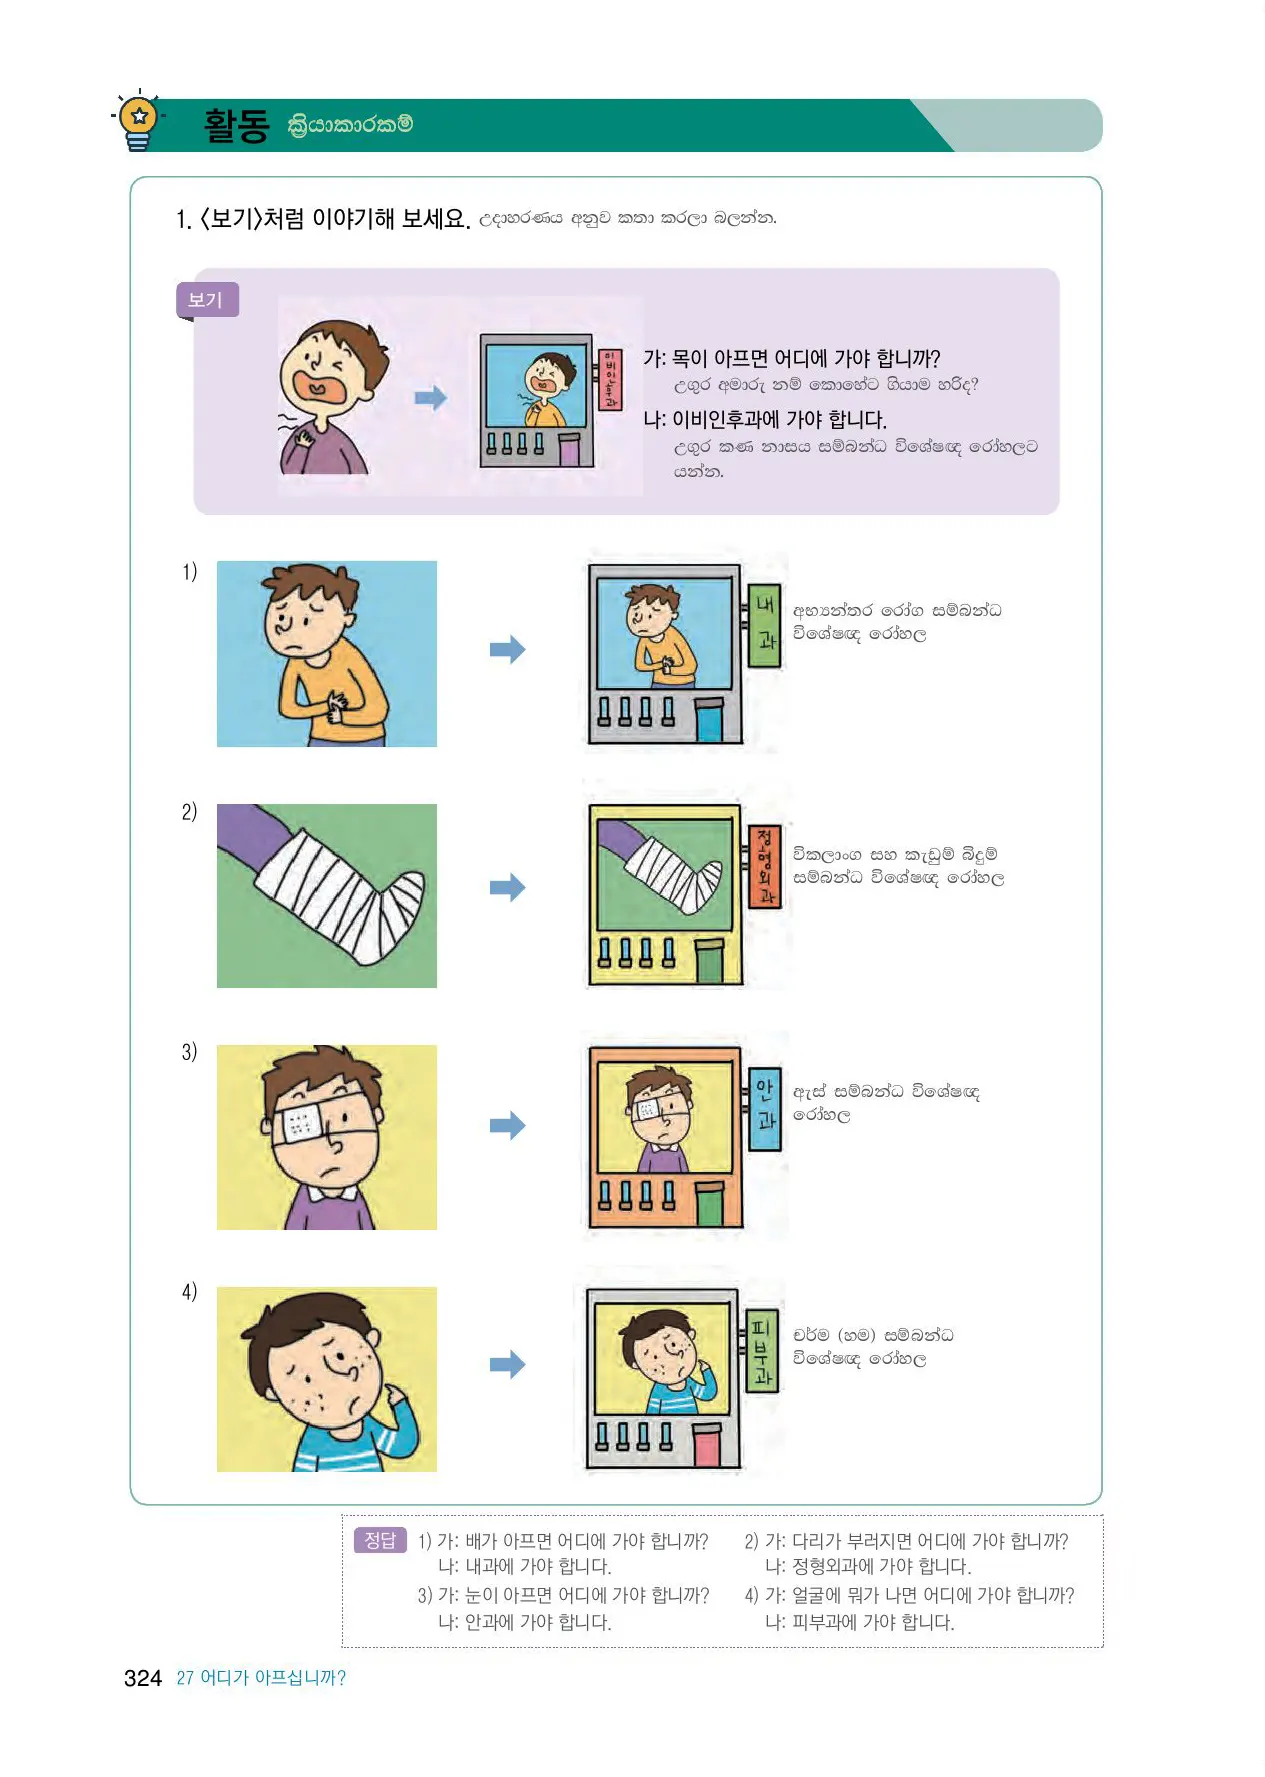 활동 ක්‍රියාකාරකම්
1. 〈보기〉처럼 이야기해 보세요. උදාහරණය අනුව කතා කරලා බලන්න.
보기
이비인후과
가: 목이 아프면 어디에 가야 합니까?
උගුර අමාරු නම් කොහේට ගියාම හරිද?
나: 이비인후과에 가야 합니다.
උගුර කණ නාසය සම්බන්ධ විශේෂඥ රෝහලට
යන්න.
1)
내과
අභ්‍යන්තර රෝග සම්බන්ධ
විශේෂඥ රෝහල
2)
정형외과
විකලාංග සහ කැඩුම් බිඳුම්
සම්බන්ධ විශේෂඥ රෝහල
3)
안과
ඇස් සම්බන්ධ විශේෂඥ
රෝහල
4)
피부과
චර්ම (හම) සම්බන්ධ
විශේෂඥ රෝහල
정답
1) 가: 배가 아프면 어디에 가야 합니까?
나: 내과에 가야 합니다.
2) 가: 다리가 부러지면 어디에 가야 합니까?
나: 정형외과에 가야 합니다.
3) 가: 눈이 아프면 어디에 가야 합니까?
나: 안과에 가야 합니다.
4) 가: 얼굴에 뭐가 나면 어디에 가야 합니까?
나: 피부과에 가야 합니다.
324 27 어디가 아프십니까?